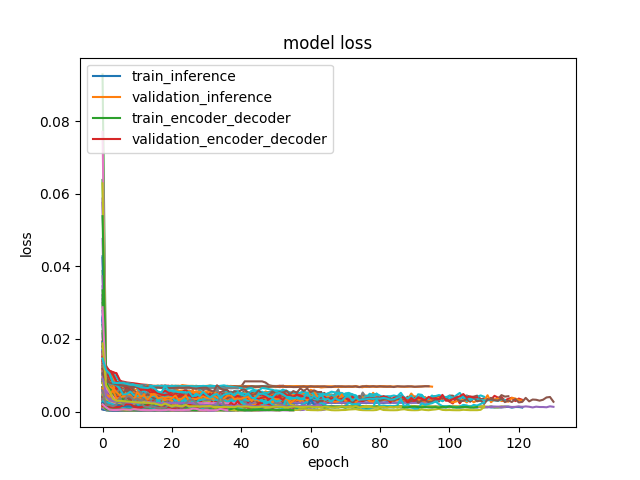 model loss
train_inference
validation_inference
train_encoder_decoder
validation_encoder_decoder
0.08
0.06
0.04
0.02
0.00
loss
0 20 40 60 80 100 120
epoch